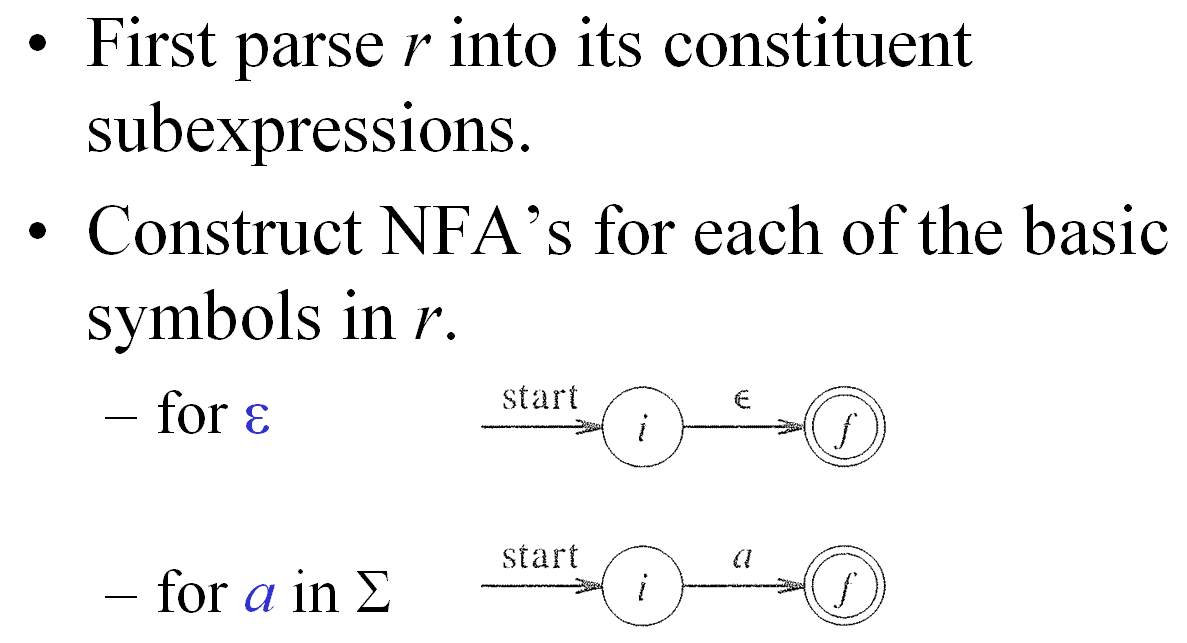 • First parse r into its constituent
subexpressions.
• Construct NFA’s for each of the basic
symbols in r.
– for ε start i ϵ f
– for a in Σ start i a f